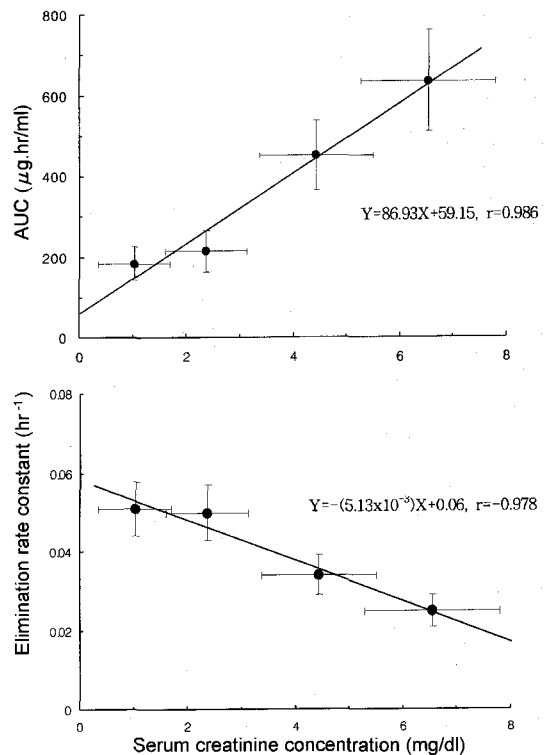 800
600
400
200
0
AUC (μg.hr/ml)
Y=86.93X+59.15, r=0.986
0 2 4 6 8
0.08
0.06
0.04
0.02
0
Elimination rate constant (hr⁻¹)
Y=-(5.13x10⁻³)X+0.06, r=-0.978
0 2 4 6 8
Serum creatinine concentration (mg/dl)